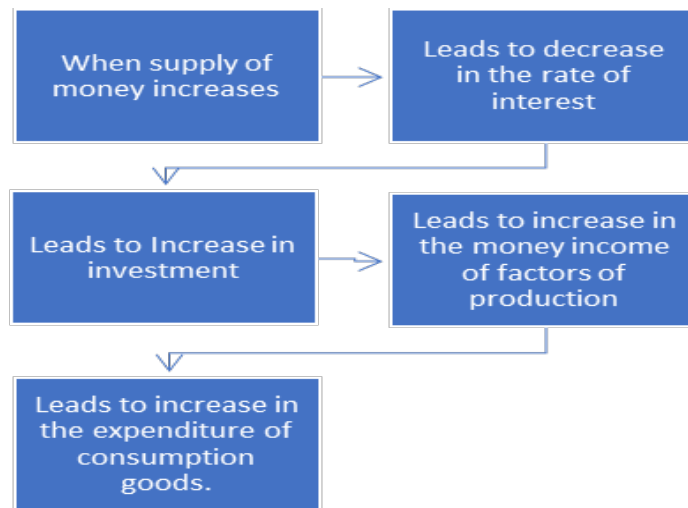 When supply of
money increases
Leads to decrease
in the rate of
interest
Leads to Increase in
investment
Leads to increase in
the money income
of factors of
production
Leads to increase in
the expenditure of
consumption
goods.